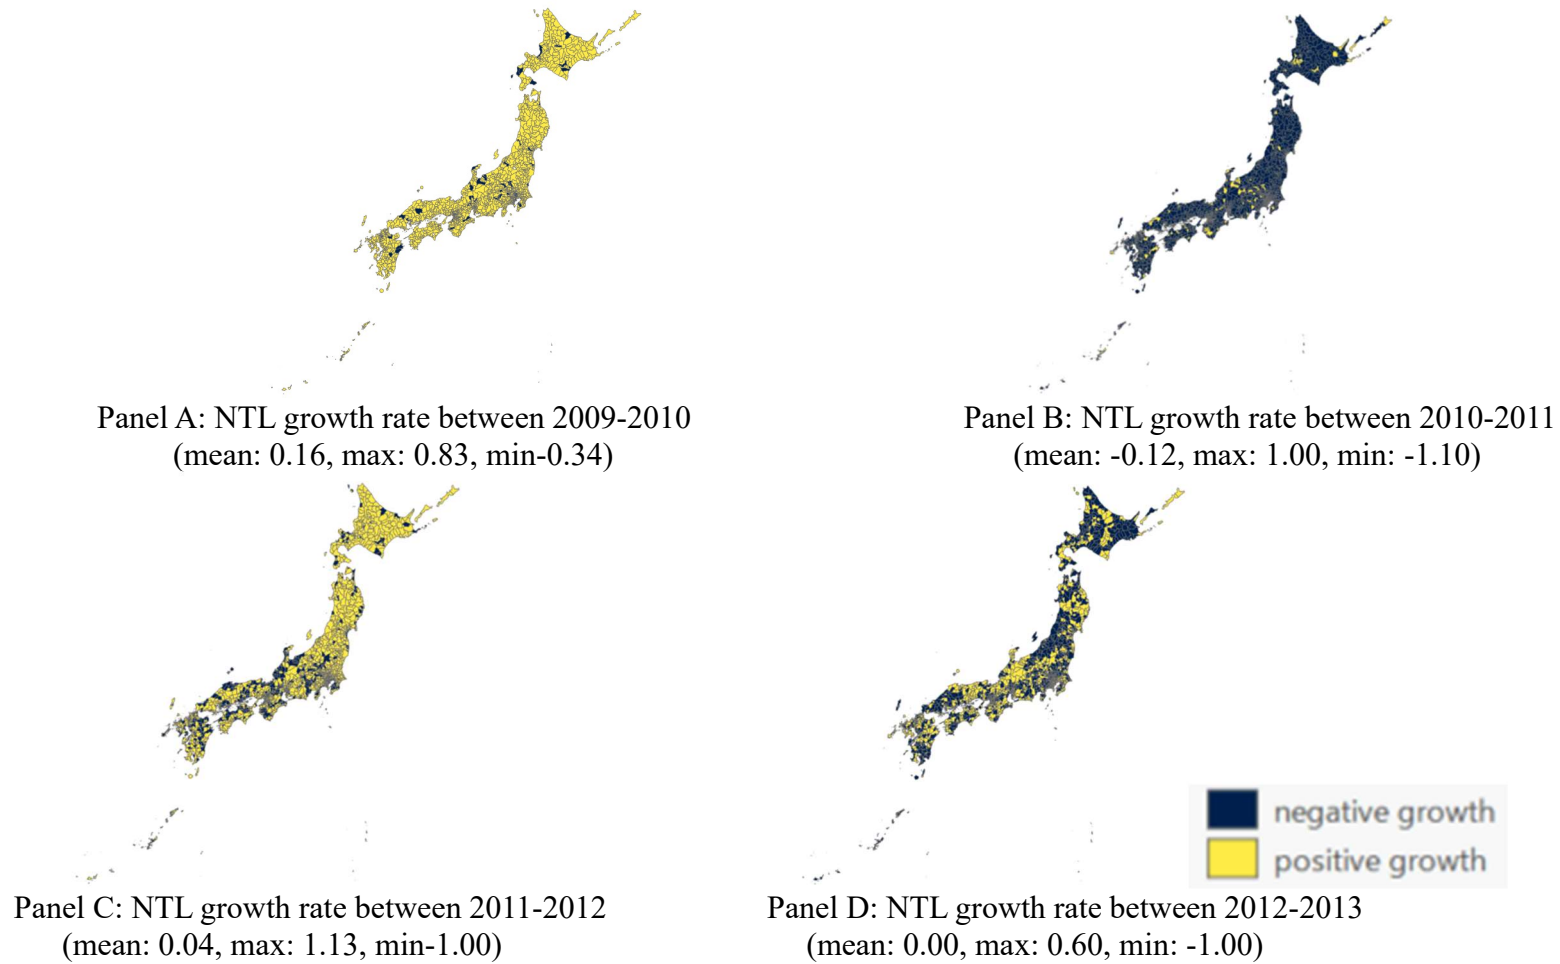 Panel A: NTL growth rate between 2009-2010
(mean: 0.16, max: 0.83, min-0.34)
Panel B: NTL growth rate between 2010-2011
(mean: -0.12, max: 1.00, min: -1.10)
negative growth
positive growth
Panel C: NTL growth rate between 2011-2012
(mean: 0.04, max: 1.13, min-1.00)
Panel D: NTL growth rate between 2012-2013
(mean: 0.00, max: 0.60, min: -1.00)